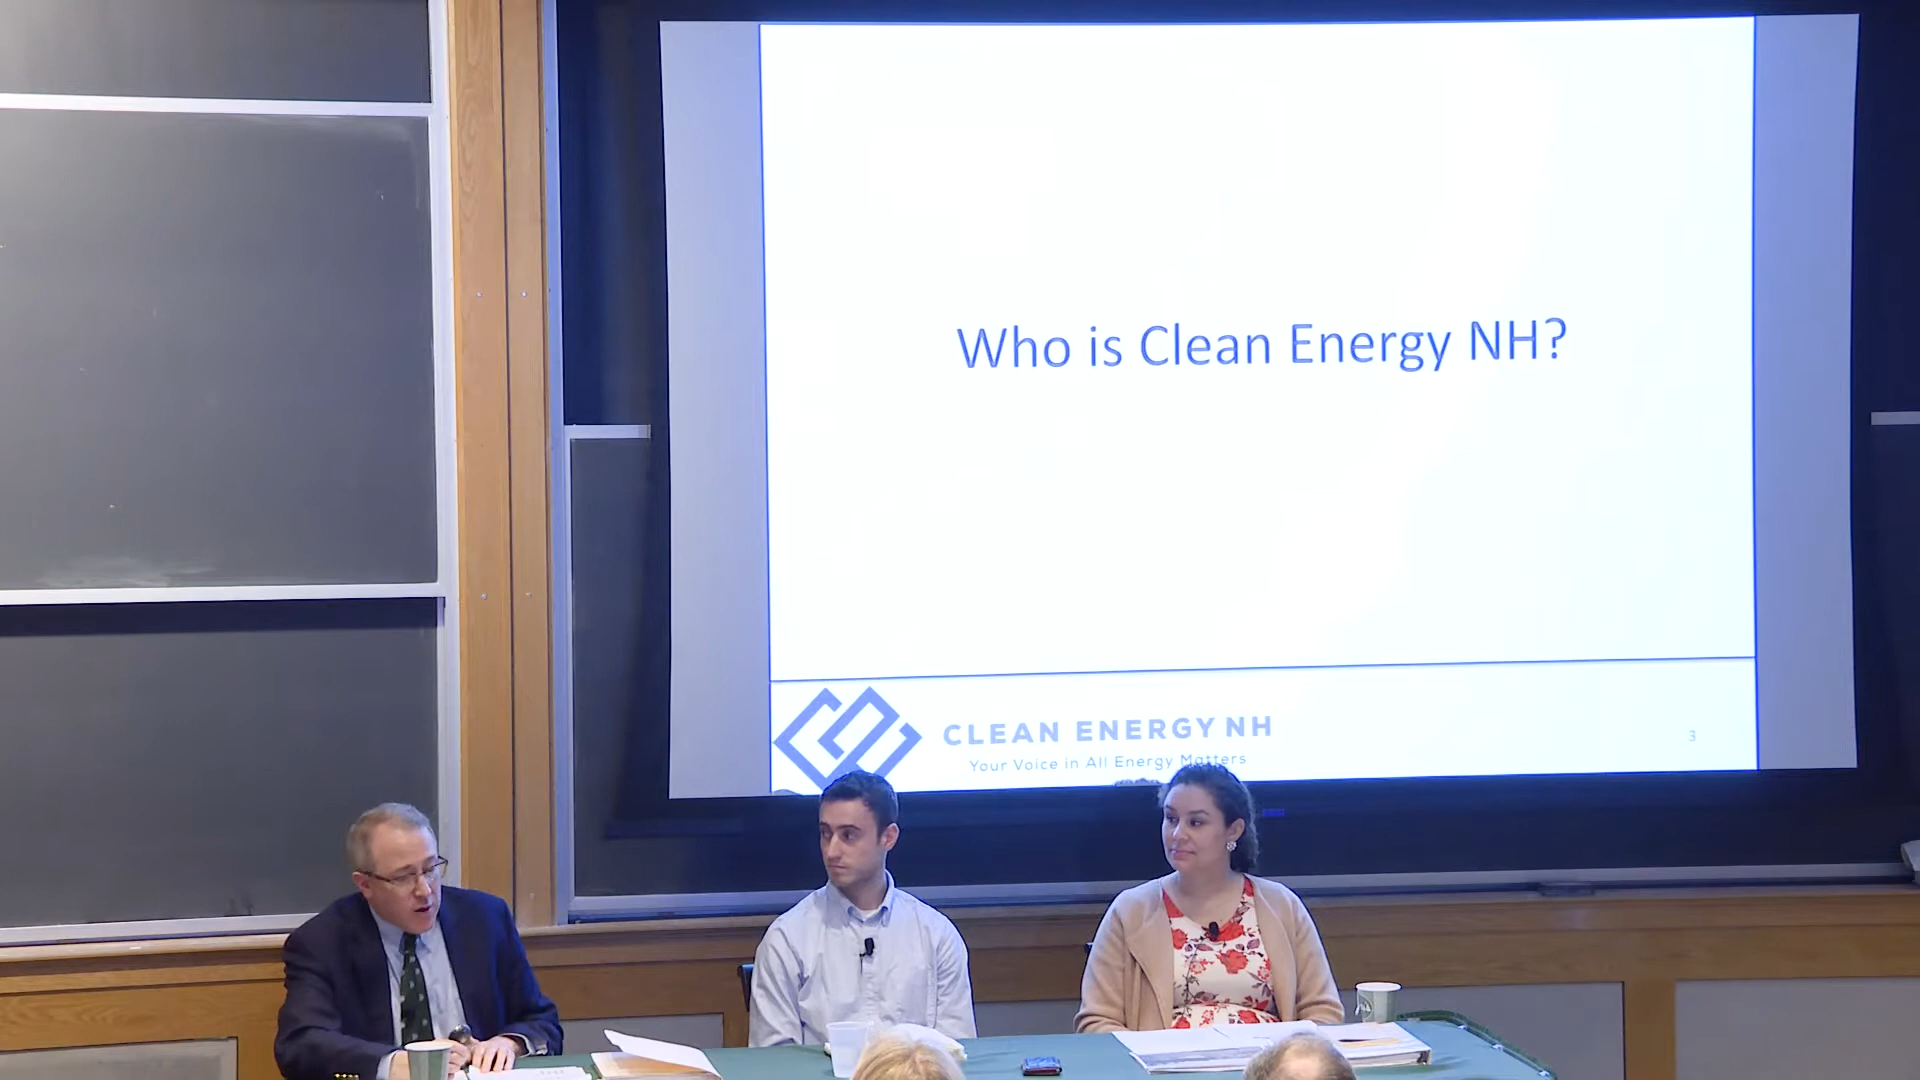 Who is Clean Energy NH?
CLEAN ENERGY NH
Your Voice in All Energy Matters
3